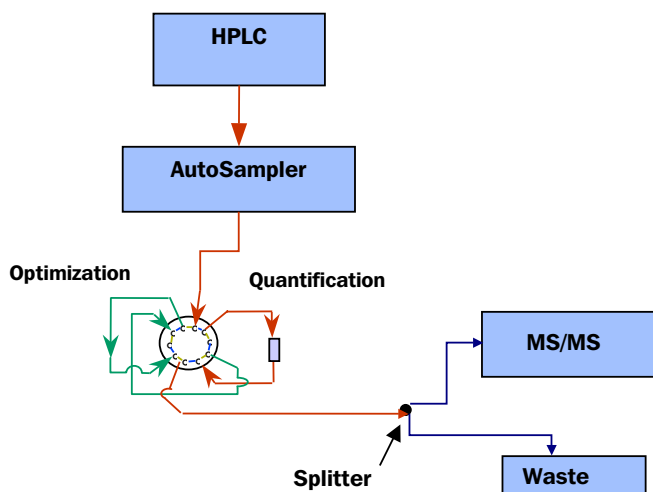 HPLC
AutoSampler
Optimization
Quantification
MS/MS
Splitter
Waste